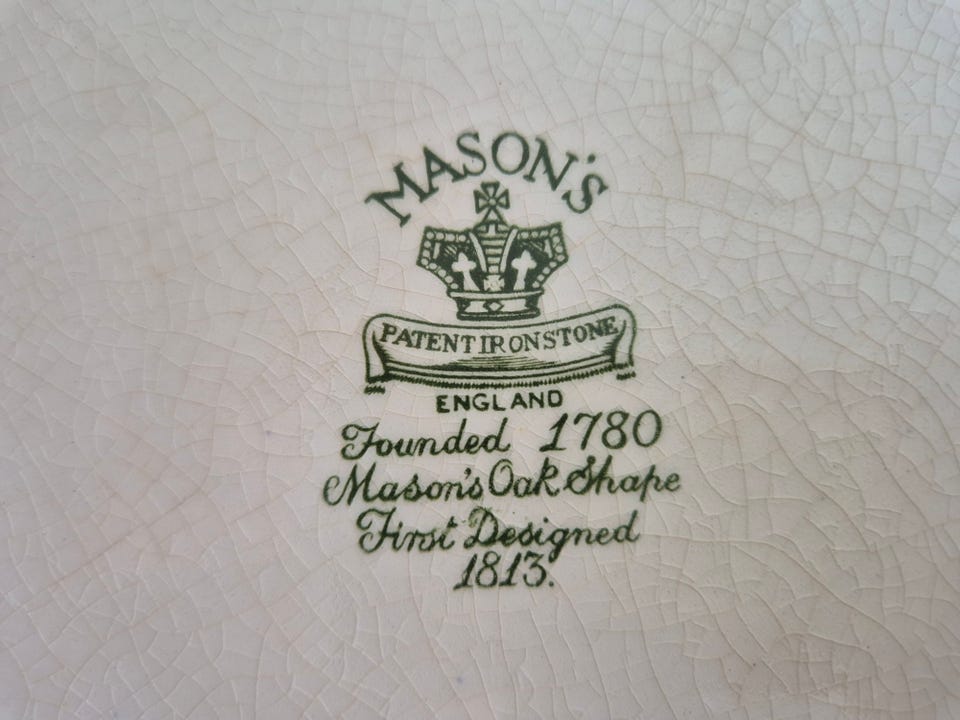 MASON'S
PATENT IRONSTONE
ENGLAND
Founded 1780
Mason's Oak Shape
First Designed
1813.